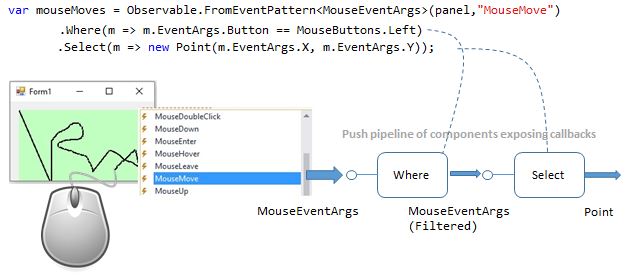 var mouseMoves = Observable.FromEventPattern<MouseEventArgs>(panel,"MouseMove")
.Where(m => m.EventArgs.Button == MouseButtons.Left)
.Select(m => new Point(m.EventArgs.X, m.EventArgs.Y));
Form1
MouseDoubleClick
MouseDown
MouseEnter
MouseHover
MouseLeave
MouseMove
MouseUp
Push pipeline of components exposing callbacks
Where
Select
MouseEventArgs
MouseEventArgs
(Filtered)
Point